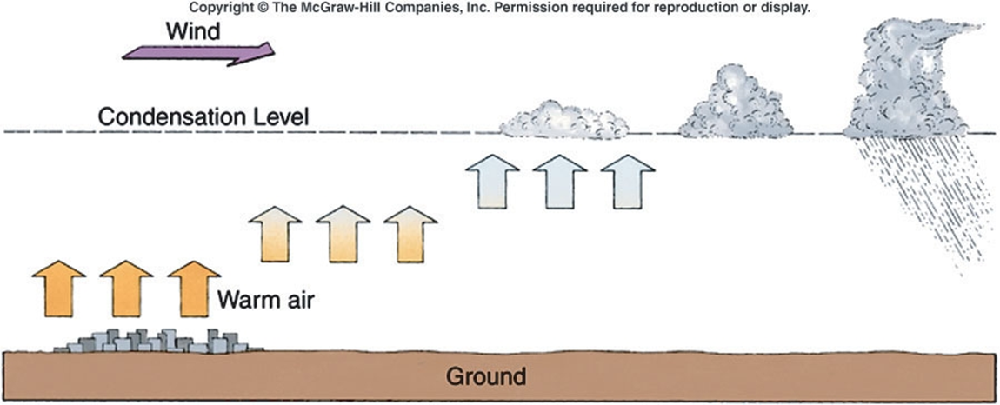 Copyright © The McGraw-Hill Companies, Inc. Permission required for reproduction or display.
Wind
Condensation Level
Warm air
Ground